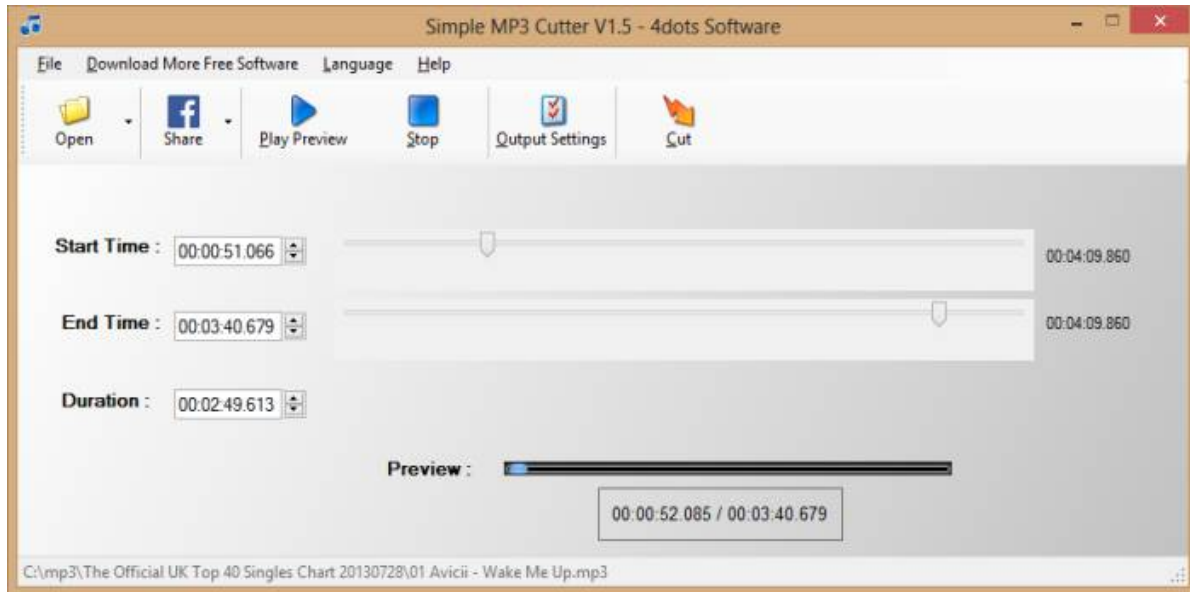 Simple MP3 Cutter V1.5 - 4dots Software
File Download More Free Software Language Help
Open Share Play Preview Stop Output Settings Cut
Start Time : 00:00:51.066 00:04:09.860
End Time : 00:03:40.679 00:04:09.860
Duration : 00:02:49.613
Preview :
00:00:52.085 / 00:03:40.679
C:\mp3\The Official UK Top 40 Singles Chart 20130728\01 Avicii - Wake Me Up.mp3